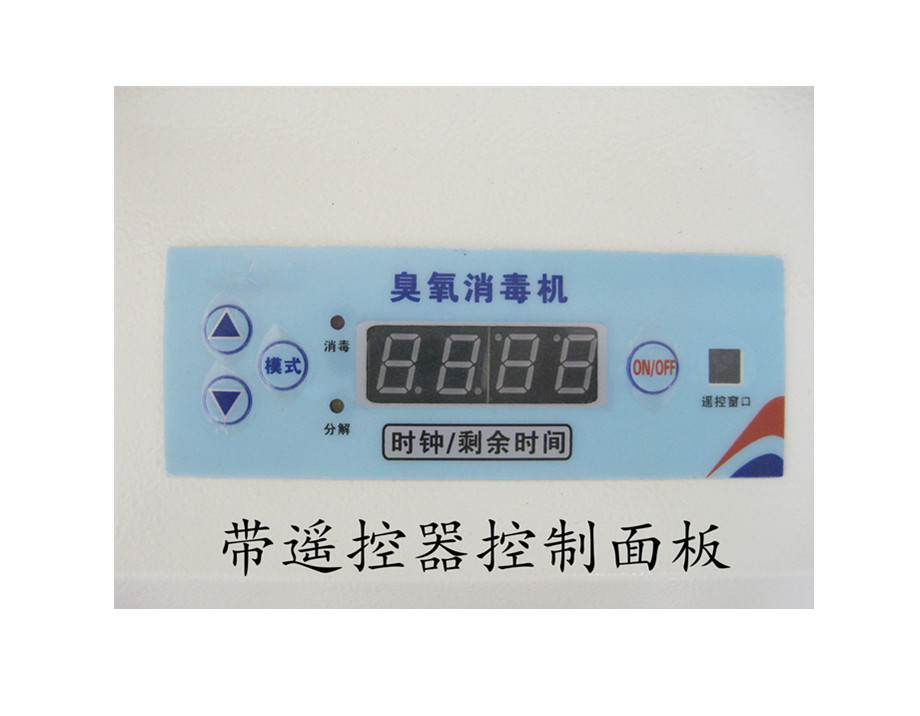 臭氧消毒机
消毒
模式
ON/OFF
遥控窗口
分解
时钟/剩余时间
带遥控器控制面板